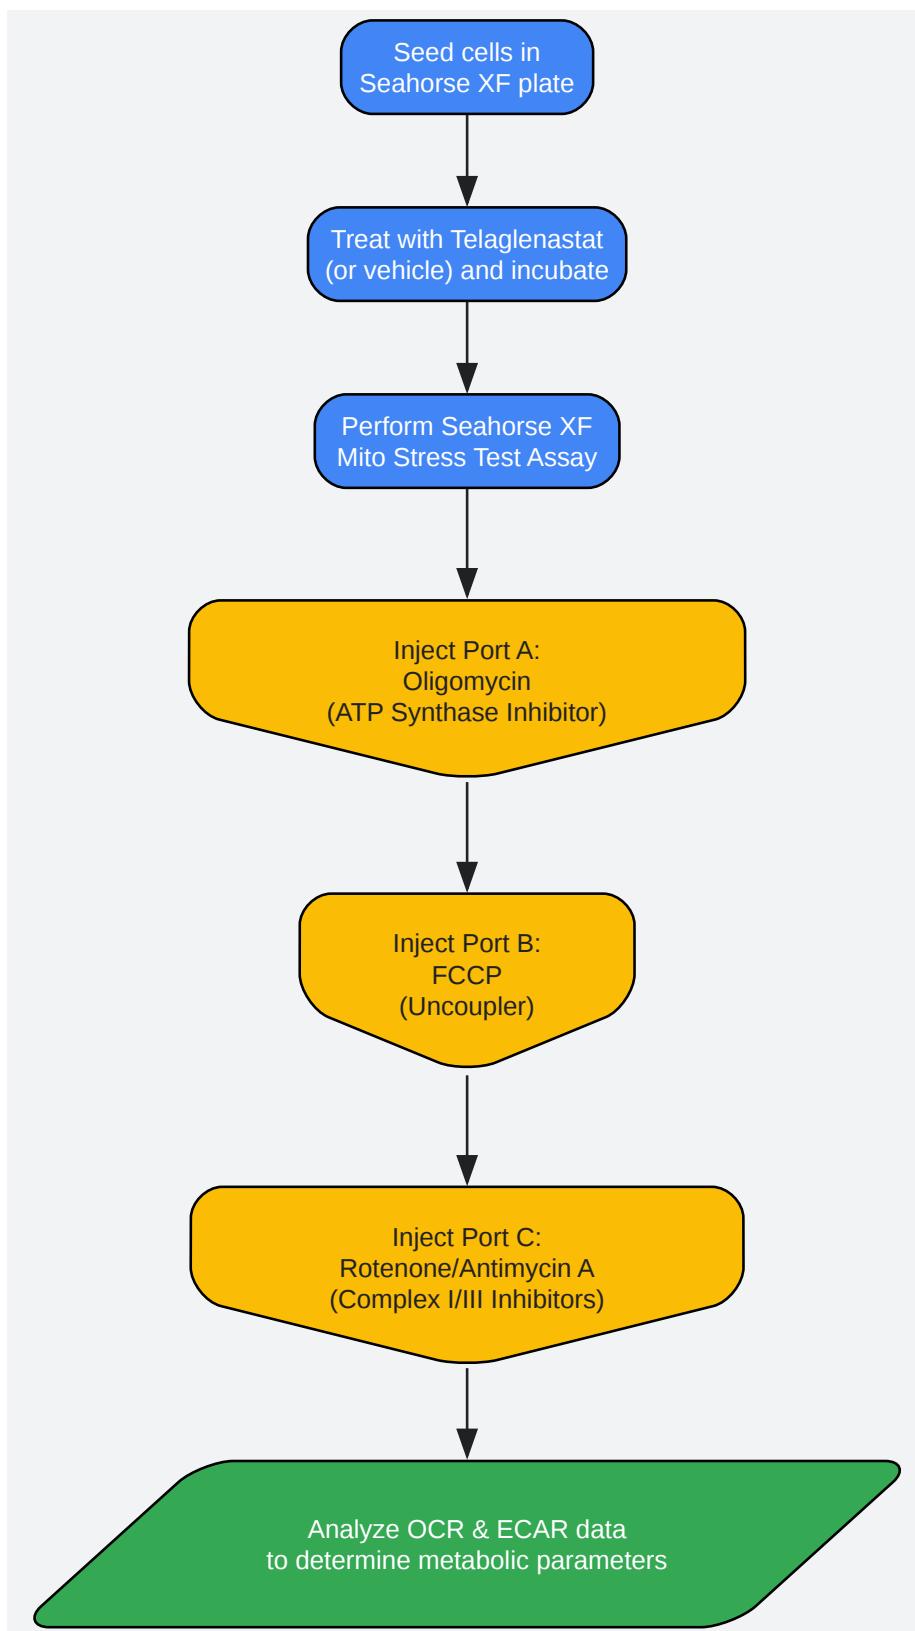 Seed cells in
Seahorse XF plate
Treat with Telaglenastat
(or vehicle) and incubate
Perform Seahorse XF
Mito Stress Test Assay
Inject Port A:
Oligomycin
(ATP Synthase Inhibitor)
Inject Port B:
FCCP
(Uncoupler)
Inject Port C:
Rotenone/Antimycin A
(Complex I/III Inhibitors)
Analyze OCR & ECAR data
to determine metabolic parameters